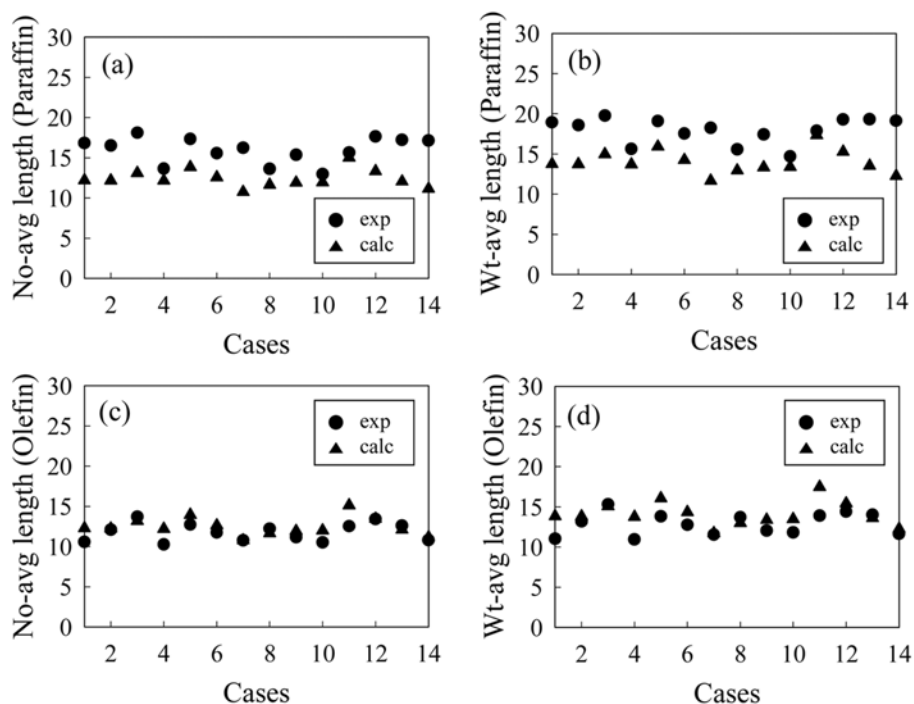 (a)
No-avg length (Paraffin)
30
25
20
15
10
5
0
exp
calc
2 4 6 8 10 12 14
Cases
(b)
Wt-avg length (Paraffin)
30
25
20
15
10
5
0
exp
calc
2 4 6 8 10 12 14
Cases
(c)
No-avg length (Olefin)
30
25
20
15
10
5
0
exp
calc
2 4 6 8 10 12 14
Cases
(d)
Wt-avg length (Olefin)
30
25
20
15
10
5
0
exp
calc
2 4 6 8 10 12 14
Cases